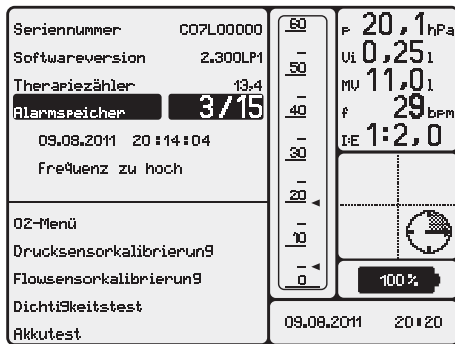 Seriennummer C07L00000
Softwareversion 2.300LP1
Therapiezähler 13,4
Alarmspeicher 3/15
09.08.2011 20:14:04
Frequenz zu hoch
O2-Menü
Drucksensorkalibrierung
Flowsensorkalibrierung
Dichtigkeitstest
Akkutest
60
50
40
30
20
10
0
P 20,1 hPa
Vi 0,25 l
MV 11,0 l
f 29 bpm
I:E 1:2,0
100%
09.08.2011 20:20